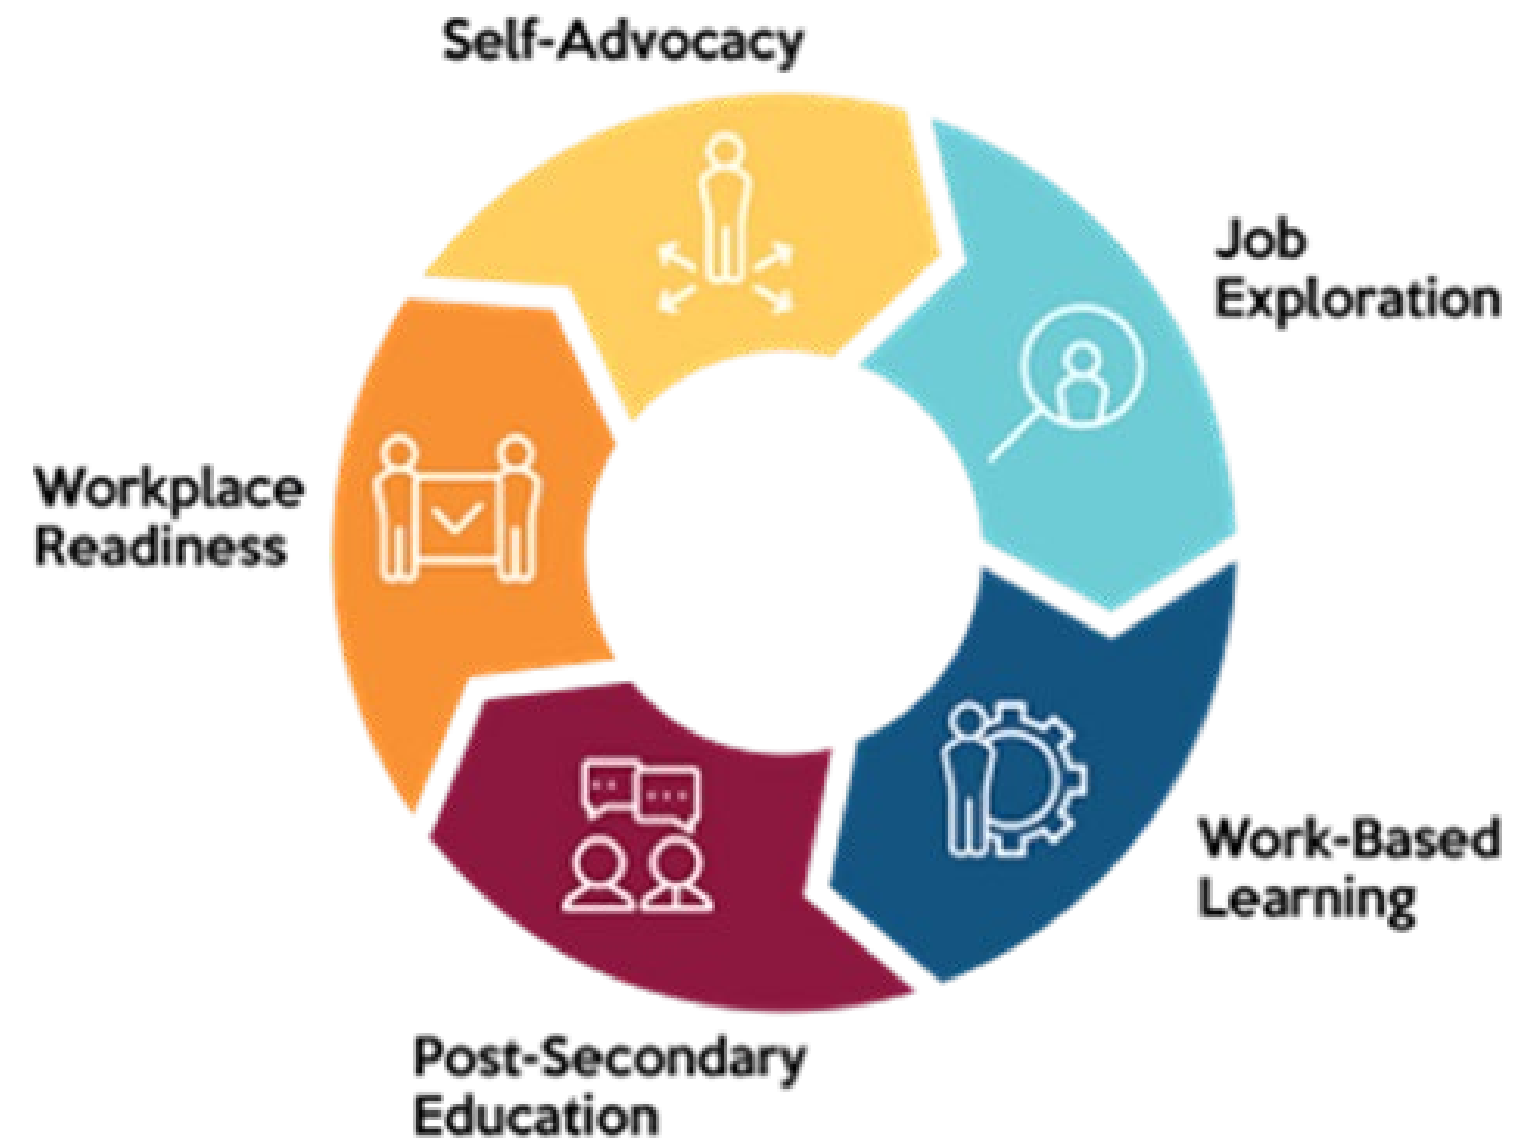 Self-Advocacy
Job
Exploration
Work-Based
Learning
Post-Secondary
Education
Workplace
Readiness